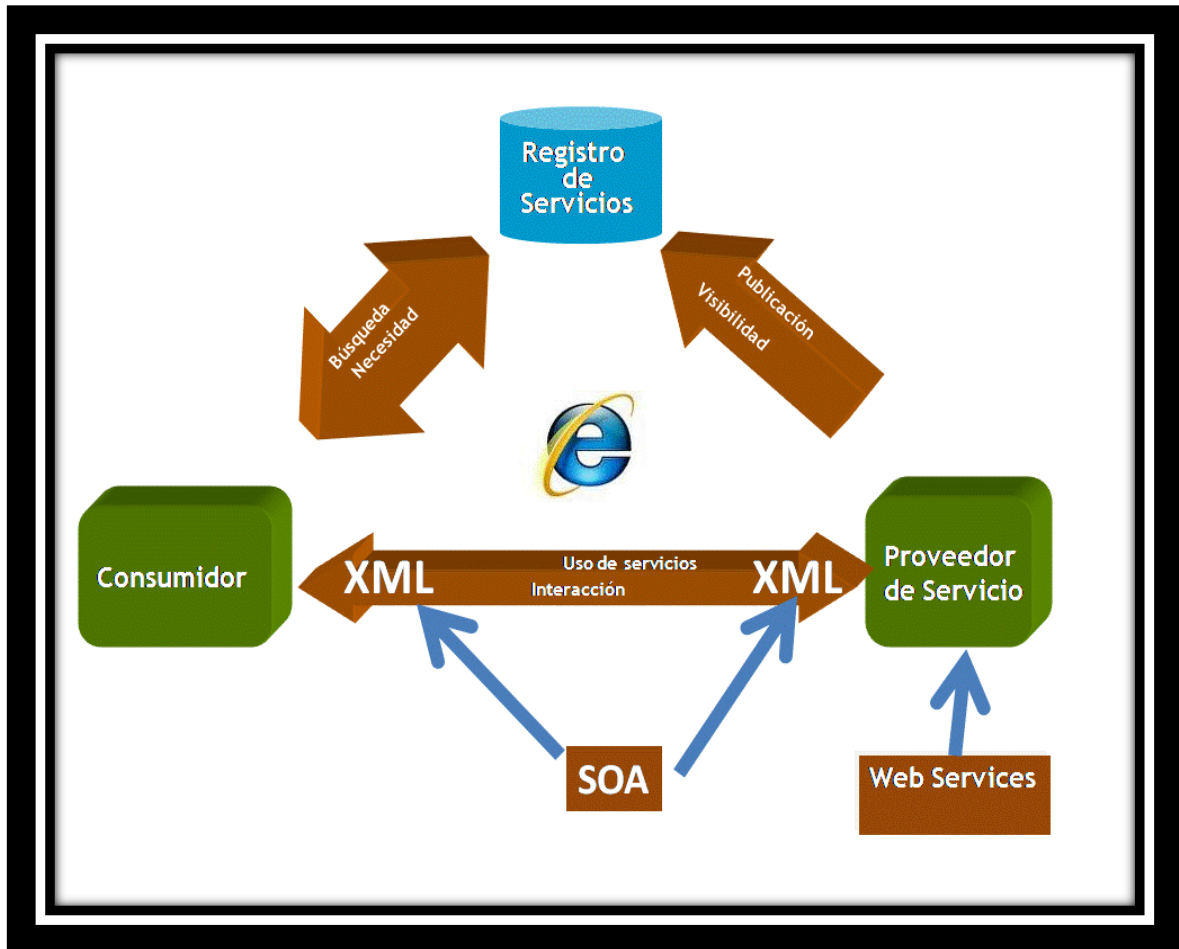 Registro
de
Servicios
Búsqueda
Necesidad
Publicación
Visibilidad
Consumidor
XML
Uso de servicios
Interacción
XML
Proveedor
de Servicio
SOA
Web Services